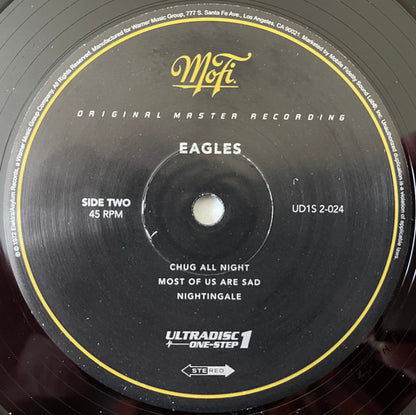 ℗ © 1972 Elektra/Asylum Records, a Warner Music Group Company. All Rights Reserved. Manufactured for Warner Music Group, 777 S. Santa Fe Ave., Los Angeles, CA 90021. Marketed by Mobile Fidelity Sound Labs, Inc. Unauthorized duplication is a violation of applicable laws.
MoFi
ORIGINAL MASTER RECORDING
EAGLES
SIDE TWO
45 RPM
UD1S 2-024
CHUG ALL NIGHT
MOST OF US ARE SAD
NIGHTINGALE
ULTRADISC
ONE-STEP 1
STEREO